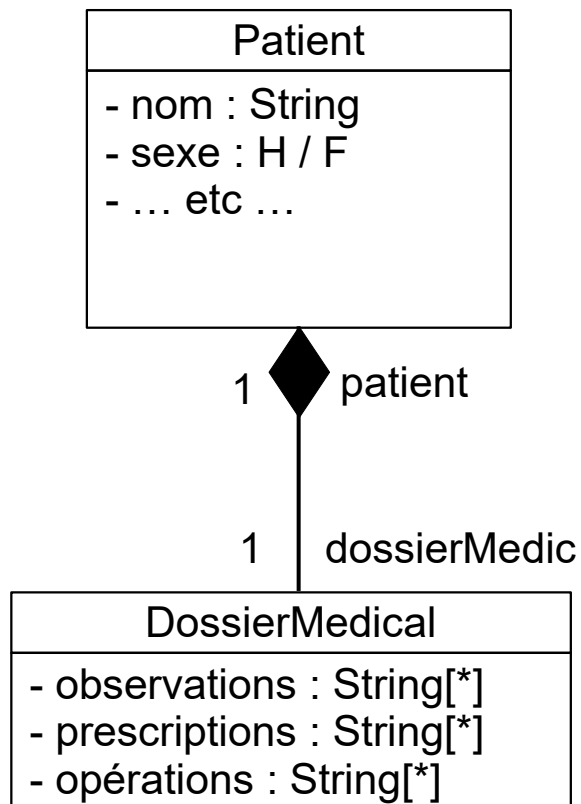 Patient
- nom : String
- sexe : H / F
- … etc …
1 patient
1 dossierMedic
DossierMedical
- observations : String[*]
- prescriptions : String[*]
- opérations : String[*]